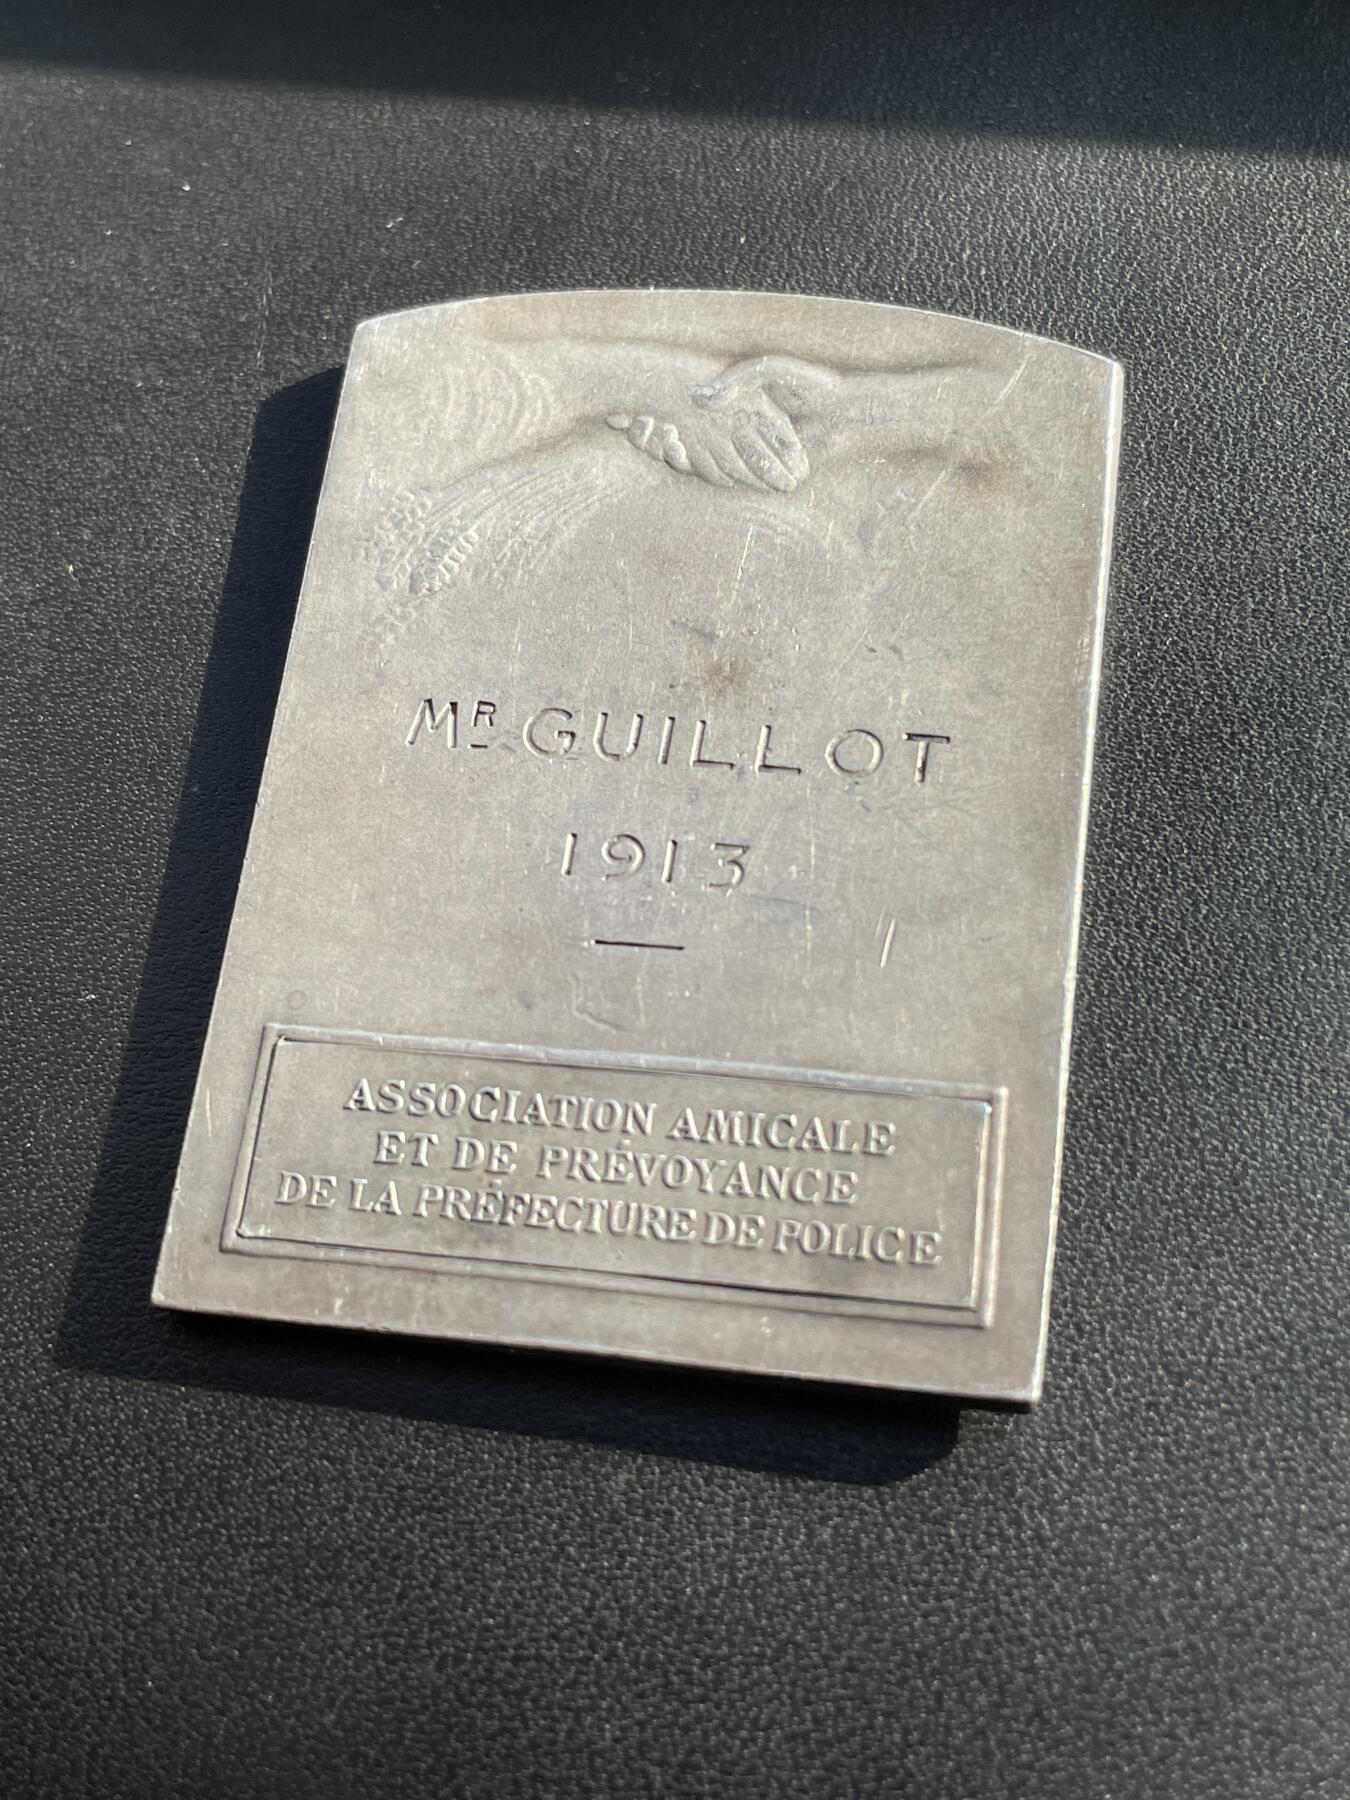 MR GUILLOT
1913
ASSOCIATION AMICALE
ET DE PRÉVOYANCE
DE LA PRÉFECTURE DE POLICE